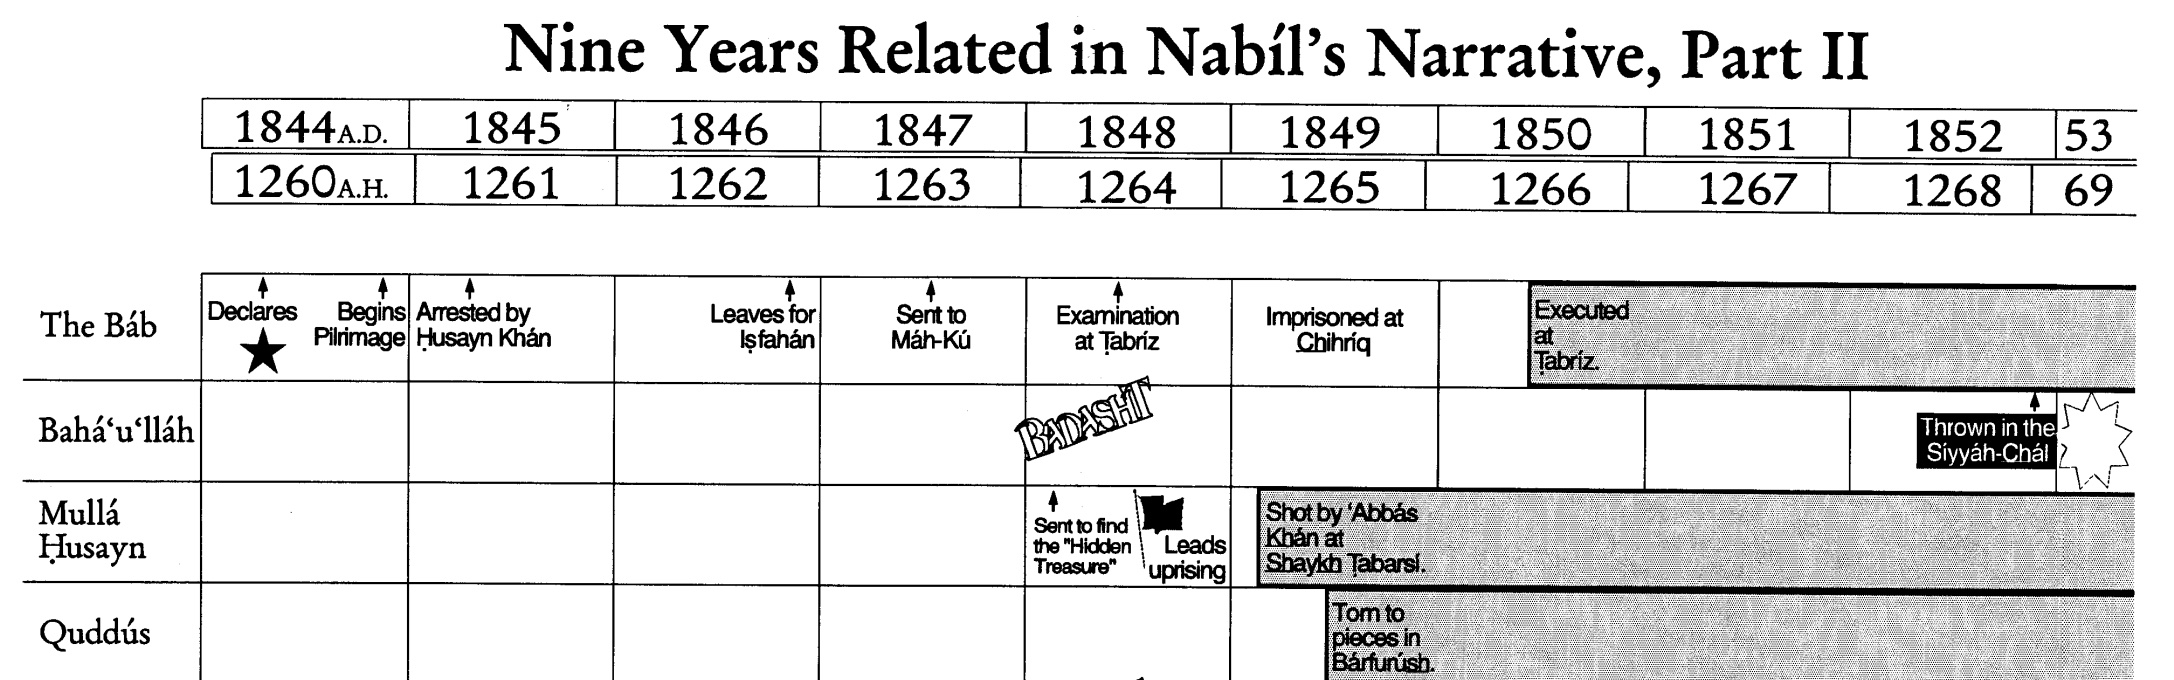 Nine Years Related in Nabíl's Narrative, Part II
1844 A.D. 1845 1846 1847 1848 1849 1850 1851 1852 53
1260 A.H. 1261 1262 1263 1264 1265 1266 1267 1268 69
The Báb
Declares
Begins
Pilrimage
Arrested by
Ḥusayn Khán
Leaves for
Iṣfahán
Sent to
Máh-Kú
Examination
at Ṭabríz
Imprisoned at
Chihríq
Executed
at
Ṭabríz.
Bahá‘u‘lláh
BADASHT
Thrown in the
Síyyáh-Chál
Mullá
Ḥusayn
Sent to find
the "Hidden
Treasure"
Leads
uprising
Shot by ‘Abbás
Khán at
Shaykh Ṭabarsí.
Quddús
Torn to
pieces in
Bárfurúsh.